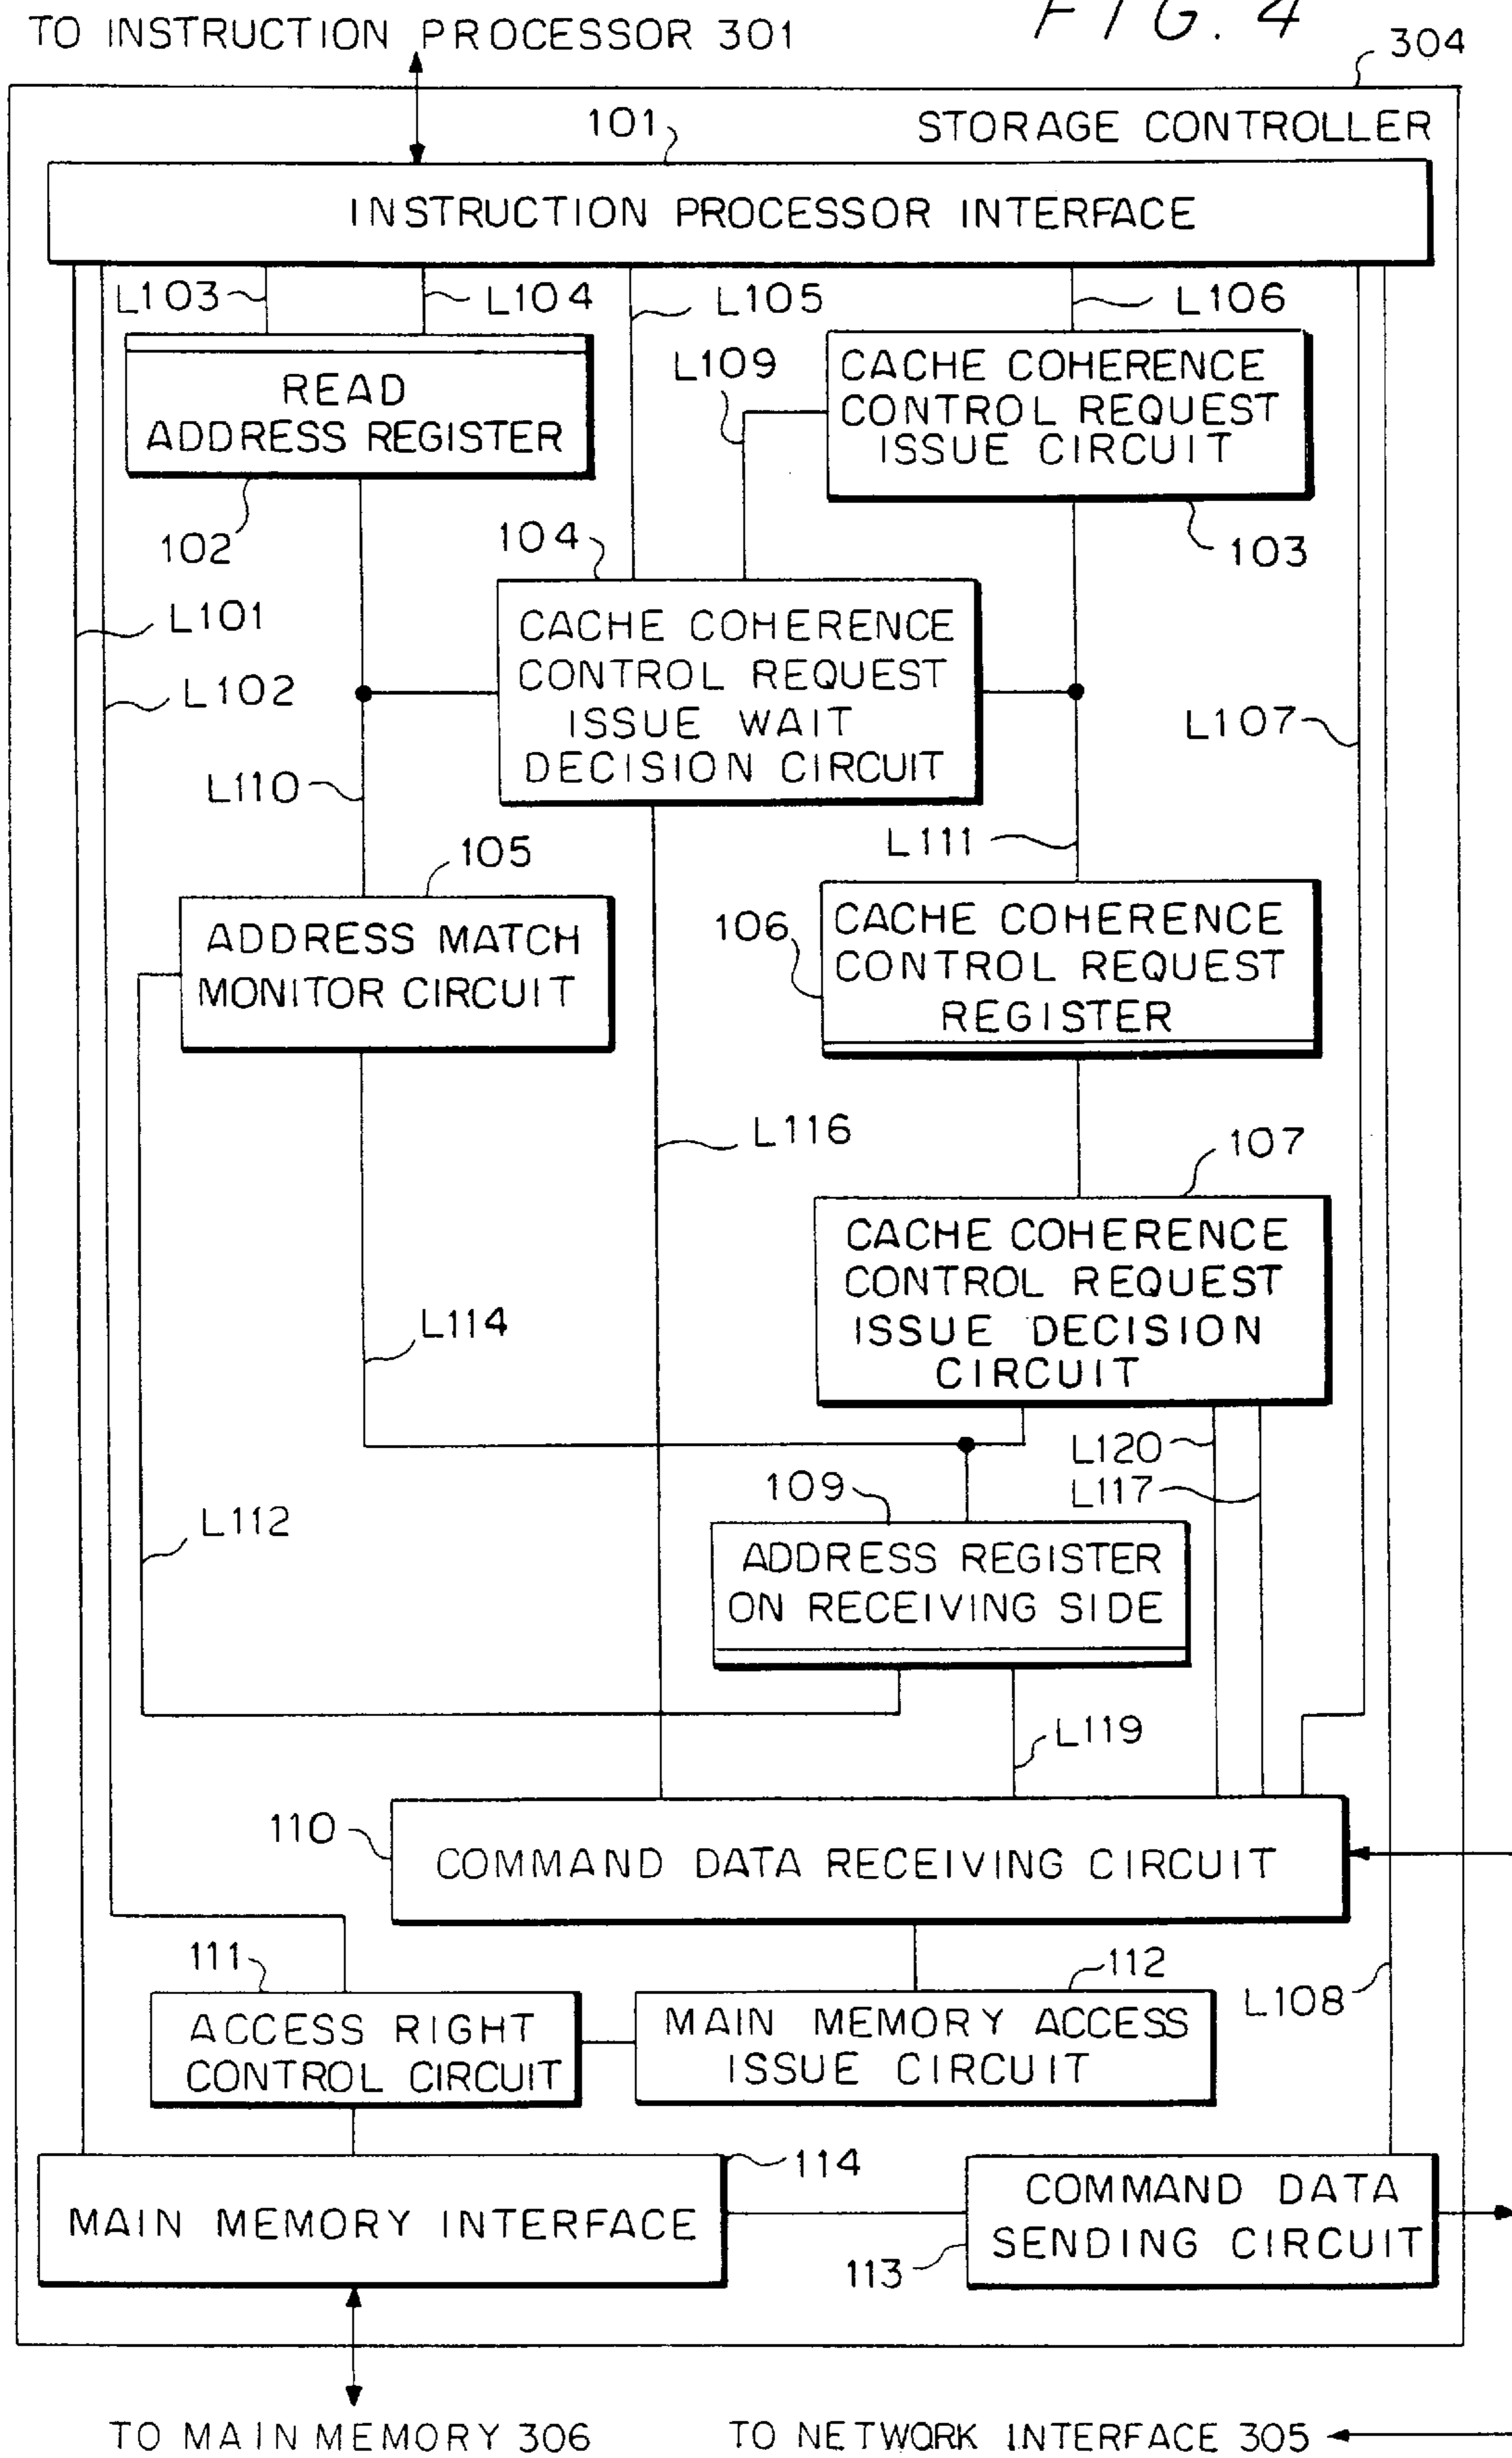 FIG. 4
TO INSTRUCTION PROCESSOR 301
304
STORAGE CONTROLLER
101
INSTRUCTION PROCESSOR INTERFACE
L103
L104
L105
L106
READ
ADDRESS REGISTER
102
L109
CACHE COHERENCE
CONTROL REQUEST
ISSUE CIRCUIT
103
104
CACHE COHERENCE
CONTROL REQUEST
ISSUE WAIT
DECISION CIRCUIT
L101
L102
L107
L110
L111
105
ADDRESS MATCH
MONITOR CIRCUIT
106
CACHE COHERENCE
CONTROL REQUEST
REGISTER
L116
107
CACHE COHERENCE
CONTROL REQUEST
ISSUE DECISION
CIRCUIT
L114
L120
L117
109
L112
ADDRESS REGISTER
ON RECEIVING SIDE
L119
110
COMMAND DATA RECEIVING CIRCUIT
111
112
L108
ACCESS RIGHT
CONTROL CIRCUIT
MAIN MEMORY ACCESS
ISSUE CIRCUIT
114
MAIN MEMORY INTERFACE
113
COMMAND DATA
SENDING CIRCUIT
TO MAIN MEMORY 306
TO NETWORK INTERFACE 305